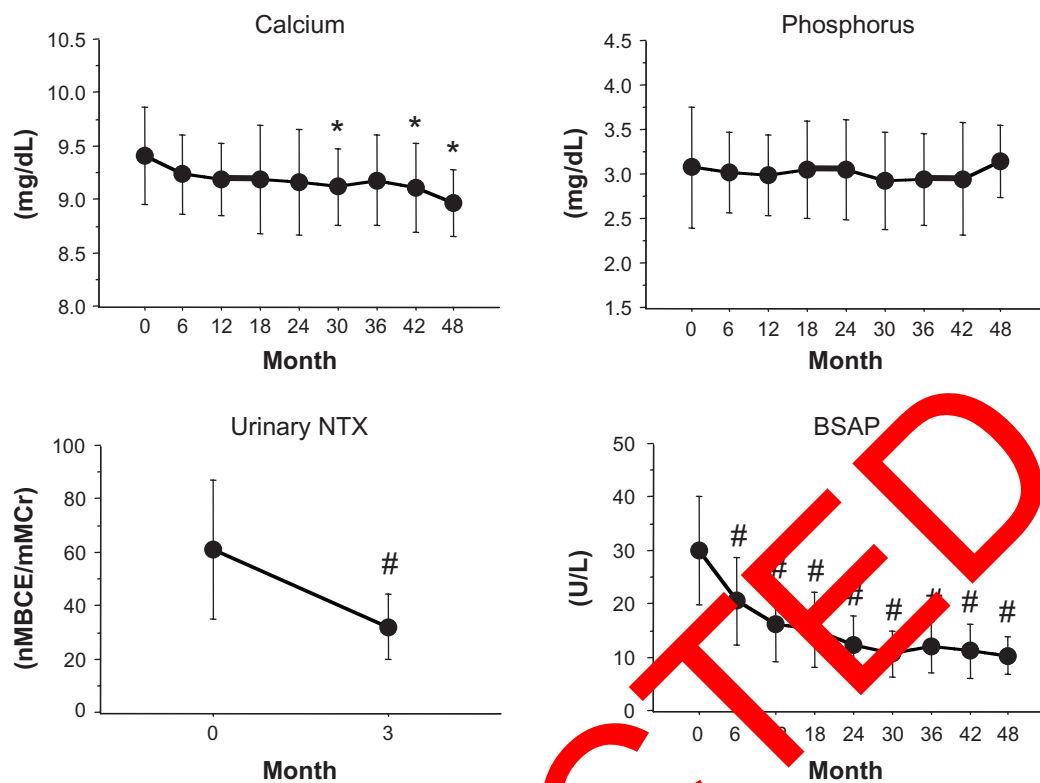 Calcium
10.5
10.0
9.5
9.0
8.5
8.0
(mg/dL)
* * *
0 6 12 18 24 30 36 42 48
Month
Phosphorus
4.5
4.0
3.5
3.0
2.5
2.0
1.5
(mg/dL)
0 6 12 18 24 30 36 42 48
Month
Urinary NTX
100
80
60
40
20
0
(nMBCE/mMCr)
#
0 3
Month
BSAP
50
40
30
20
10
0
(U/L)
# # # # # # # #
0 6 18 24 30 36 42 48
Month
CTED